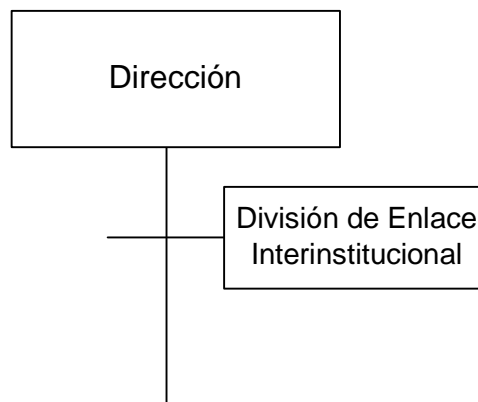 Dirección
División de Enlace
Interinstitucional